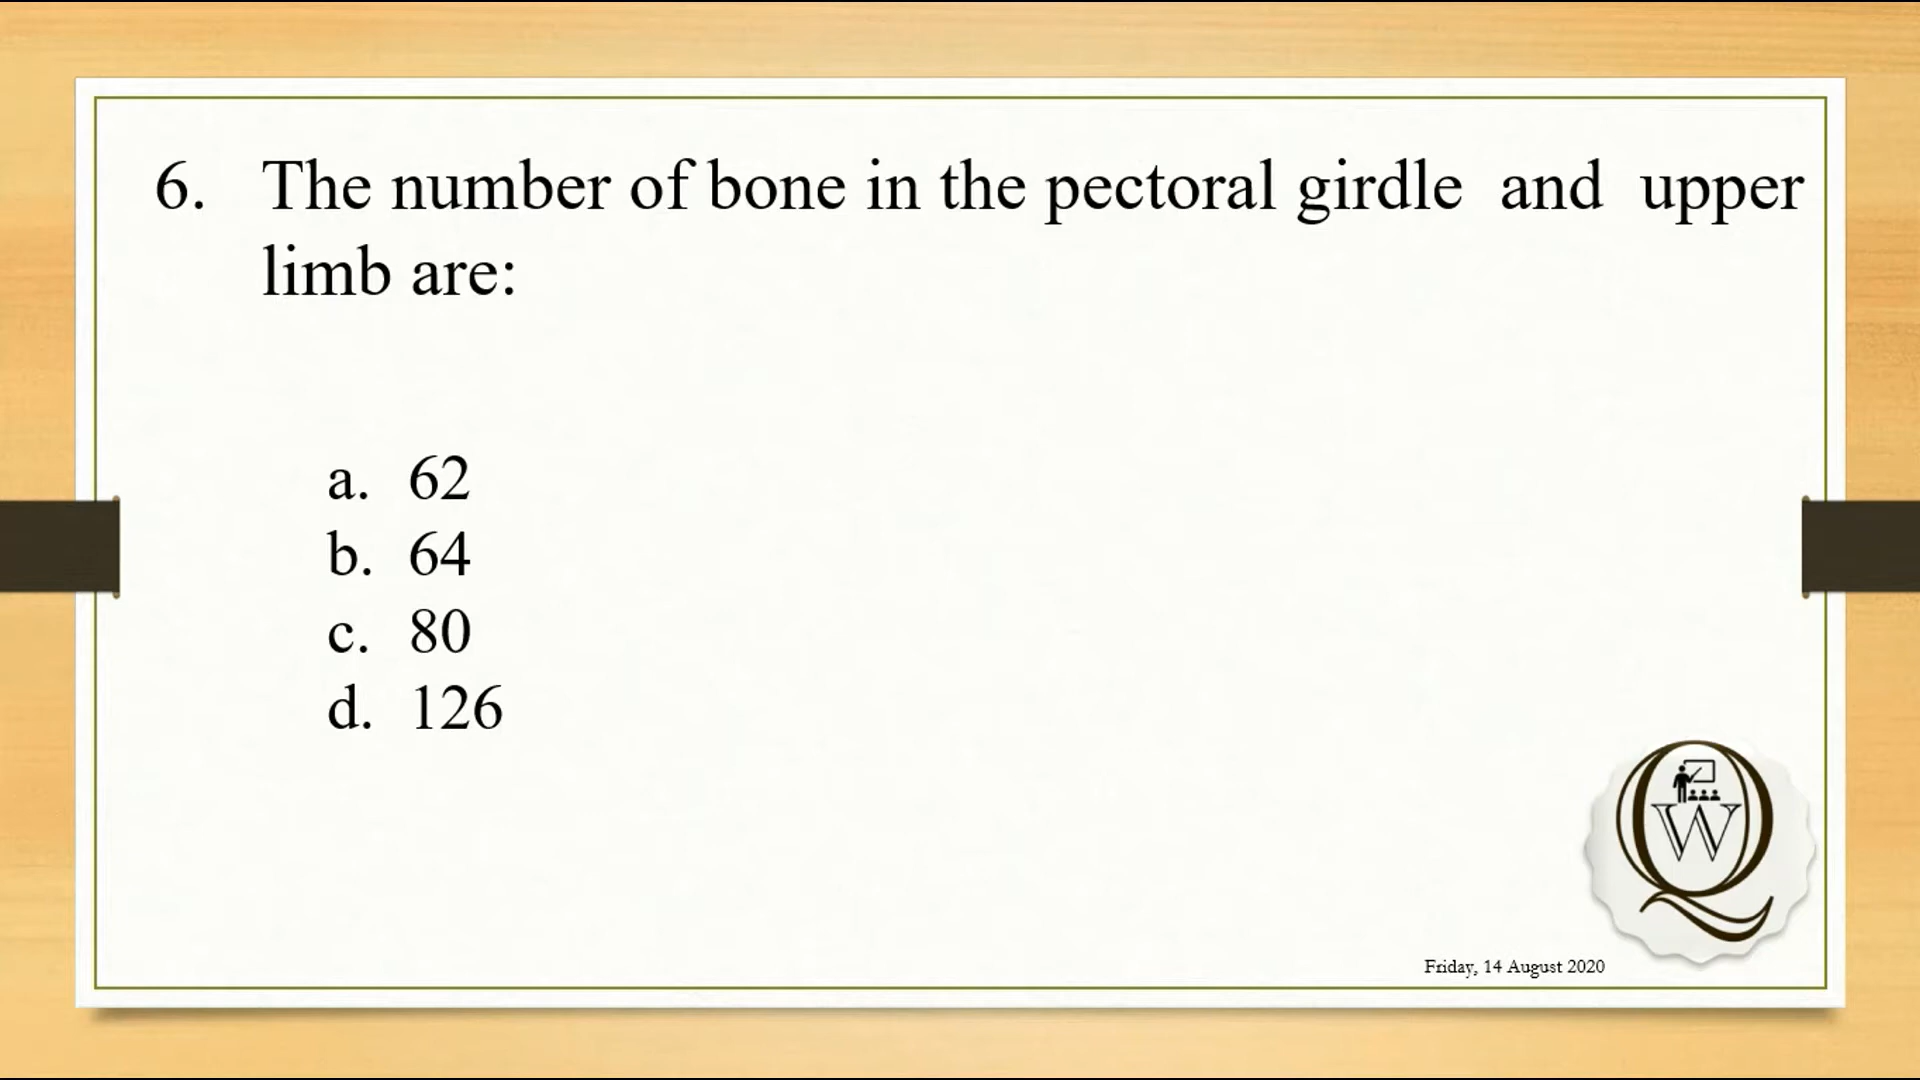 6. The number of bone in the pectoral girdle and upper
limb are:
a. 62
b. 64
c. 80
d. 126
QW
Friday, 14 August 2020